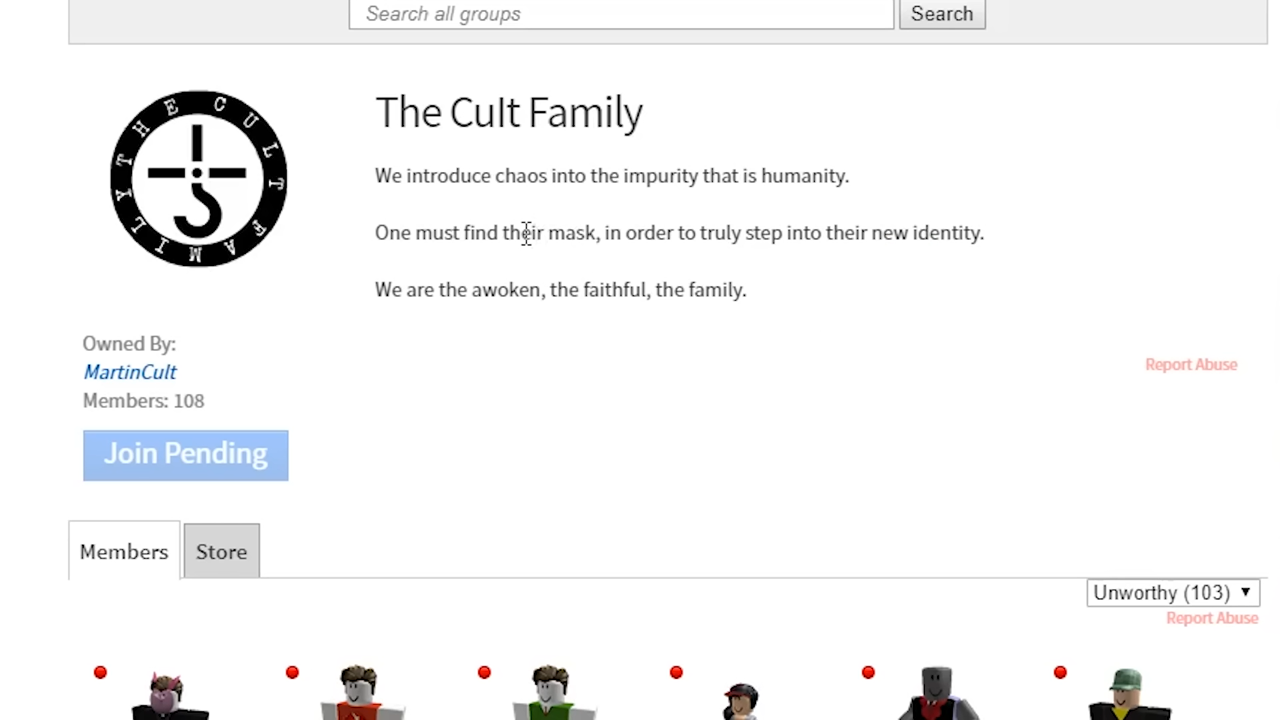 Search all groups
Search
THE CULT FAMILY
The Cult Family
We introduce chaos into the impurity that is humanity.
One must find their mask, in order to truly step into their new identity.
We are the awoken, the faithful, the family.
Owned By:
MartinCult
Members: 108
Report Abuse
Join Pending
Members
Store
Unworthy (103)
Report Abuse